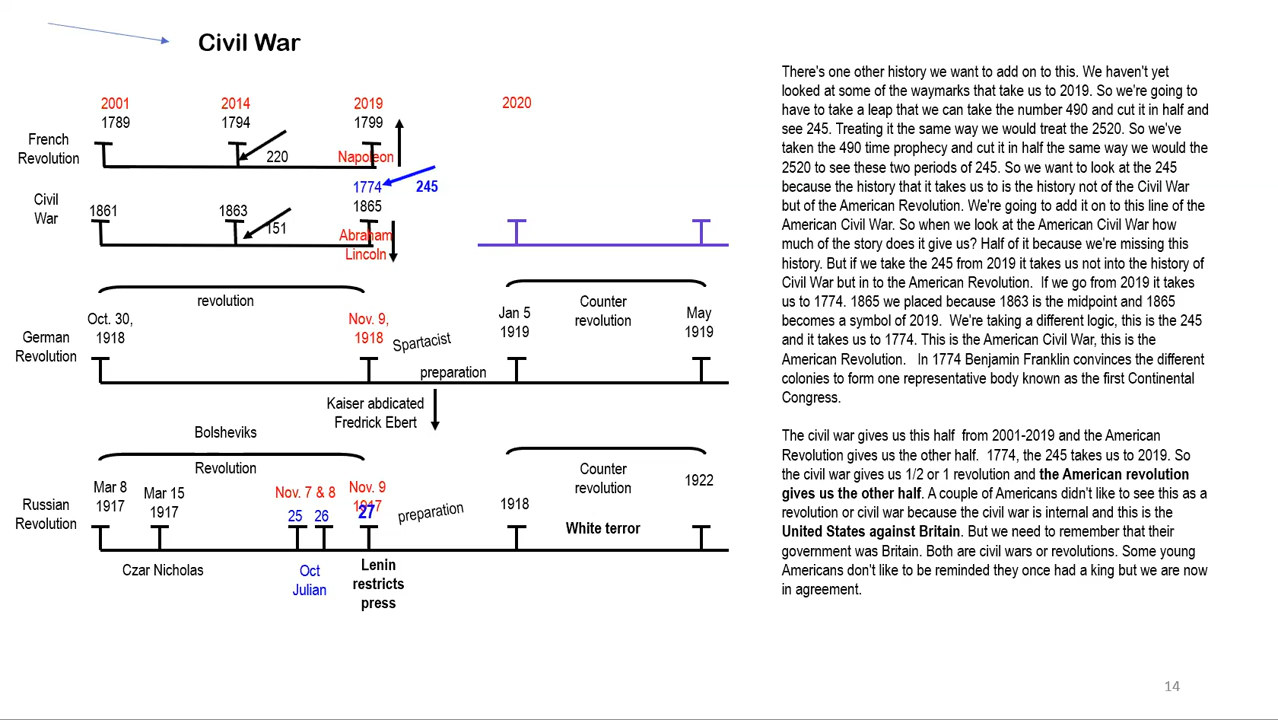 Civil War
2001 2014 2019 2020
1789 1794 1799
French
Revolution
220
Napoleon
1774 245
Civil
War
1861 1863 1865
151
Abraham
Lincoln
revolution
Counter
revolution
German
Revolution
Oct. 30,
1918
Nov. 9,
1918
Spartacist
preparation
Jan 5
1919
May
1919
Kaiser abdicated
Fredrick Ebert
Bolsheviks
Revolution
Counter
revolution
Russian
Revolution
Mar 8
1917
Mar 15
1917
Nov. 7 & 8
25 26
Nov. 9
1917
27
preparation
1918
1922
White terror
Czar Nicholas
Oct
Julian
Lenin
restricts
press
There's one other history we want to add on to this. We haven't yet
looked at some of the waymarks that take us to 2019. So we're going to
have to take a leap that we can take the number 490 and cut it in half and
see 245. Treating it the same way we would treat the 2520. So we've
taken the 490 time prophecy and cut it in half the same way we would the
2520 to see these two periods of 245. So we want to look at the 245
because the history that it takes us to is the history not of the Civil War
but of the American Revolution. We're going to add it on to this line of the
American Civil War. So when we look at the American Civil War how
much of the story does it give us? Half of it because we're missing this
history. But if we take the 245 from 2019 it takes us not into the history of
Civil War but in to the American Revolution. If we go from 2019 it takes
us to 1774. 1865 we placed because 1863 is the midpoint and 1865
becomes a symbol of 2019. We're taking a different logic, this is the 245
and it takes us to 1774. This is the American Civil War, this is the
American Revolution. In 1774 Benjamin Franklin convinces the different
colonies to form one representative body known as the first Continental
Congress.
The civil war gives us this half from 2001-2019 and the American
Revolution gives us the other half. 1774, the 245 takes us to 2019. So
the civil war gives us 1/2 or 1 revolution and the American revolution
gives us the other half. A couple of Americans didn't like to see this as a
revolution or civil war because the civil war is internal and this is the
United States against Britain. But we need to remember that their
government was Britain. Both are civil wars or revolutions. Some young
Americans don't like to be reminded they once had a king but we are now
in agreement.
14